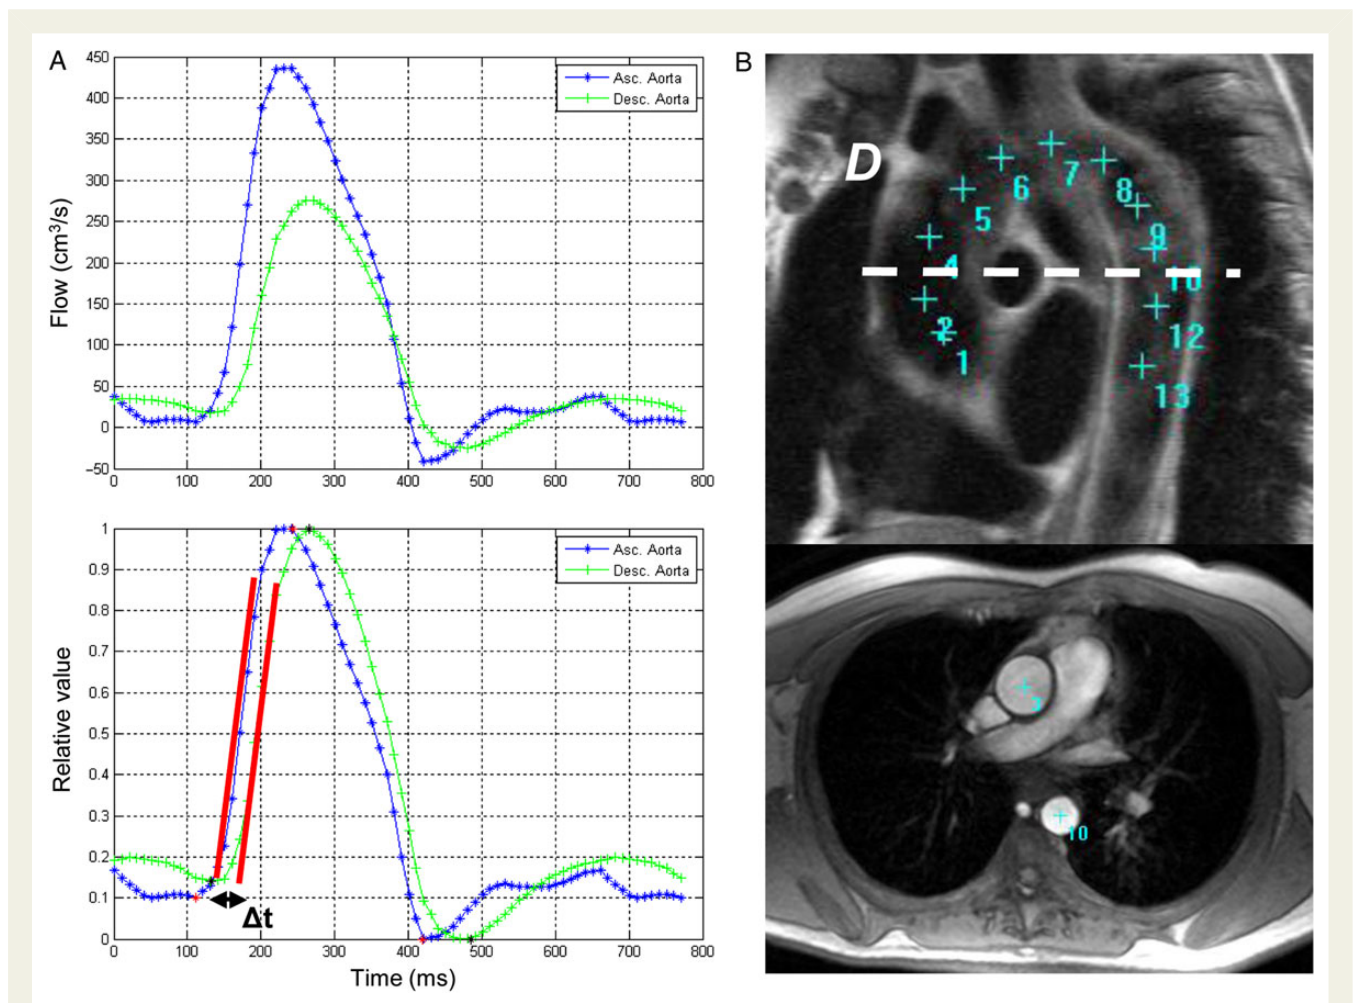 A
450
400
350
300
250
200
150
100
50
0
−50
Flow (cm³/s)
Asc. Aorta
Desc. Aorta
0 100 200 300 400 500 600 700 800
1
0.9
0.8
0.7
0.6
0.5
0.4
0.3
0.2
0.1
0
Relative value
Asc. Aorta
Desc. Aorta
Δt
0 100 200 300 400 500 600 700 800
Time (ms)
B
D
7
6
8
5
9
4
10
2
12
1
13
10